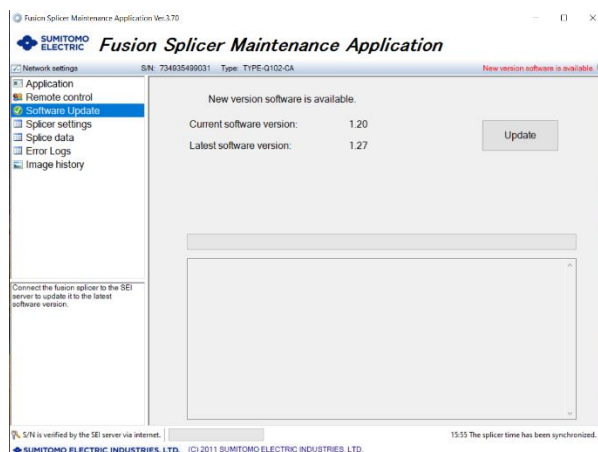 Fusion Splicer Maintenance Application Ver.3.70
SUMITOMO ELECTRIC Fusion Splicer Maintenance Application
Network settings S/N: 734935499031 Type: TYPE-Q102-CA New version software is available.
Application
Remote control
Software Update
Splicer settings
Splice data
Error Logs
Image history
New version software is available.
Current software version: 1.20
Latest software version: 1.27
Update
Connect the fusion splicer to the SEI
server to update it to the latest
software version.
S/N is verified by the SEI server via internet. 15:55 The splicer time has been synchronized.
SUMITOMO ELECTRIC INDUSTRIES, LTD. (C) 2011 SUMITOMO ELECTRIC INDUSTRIES, LTD.